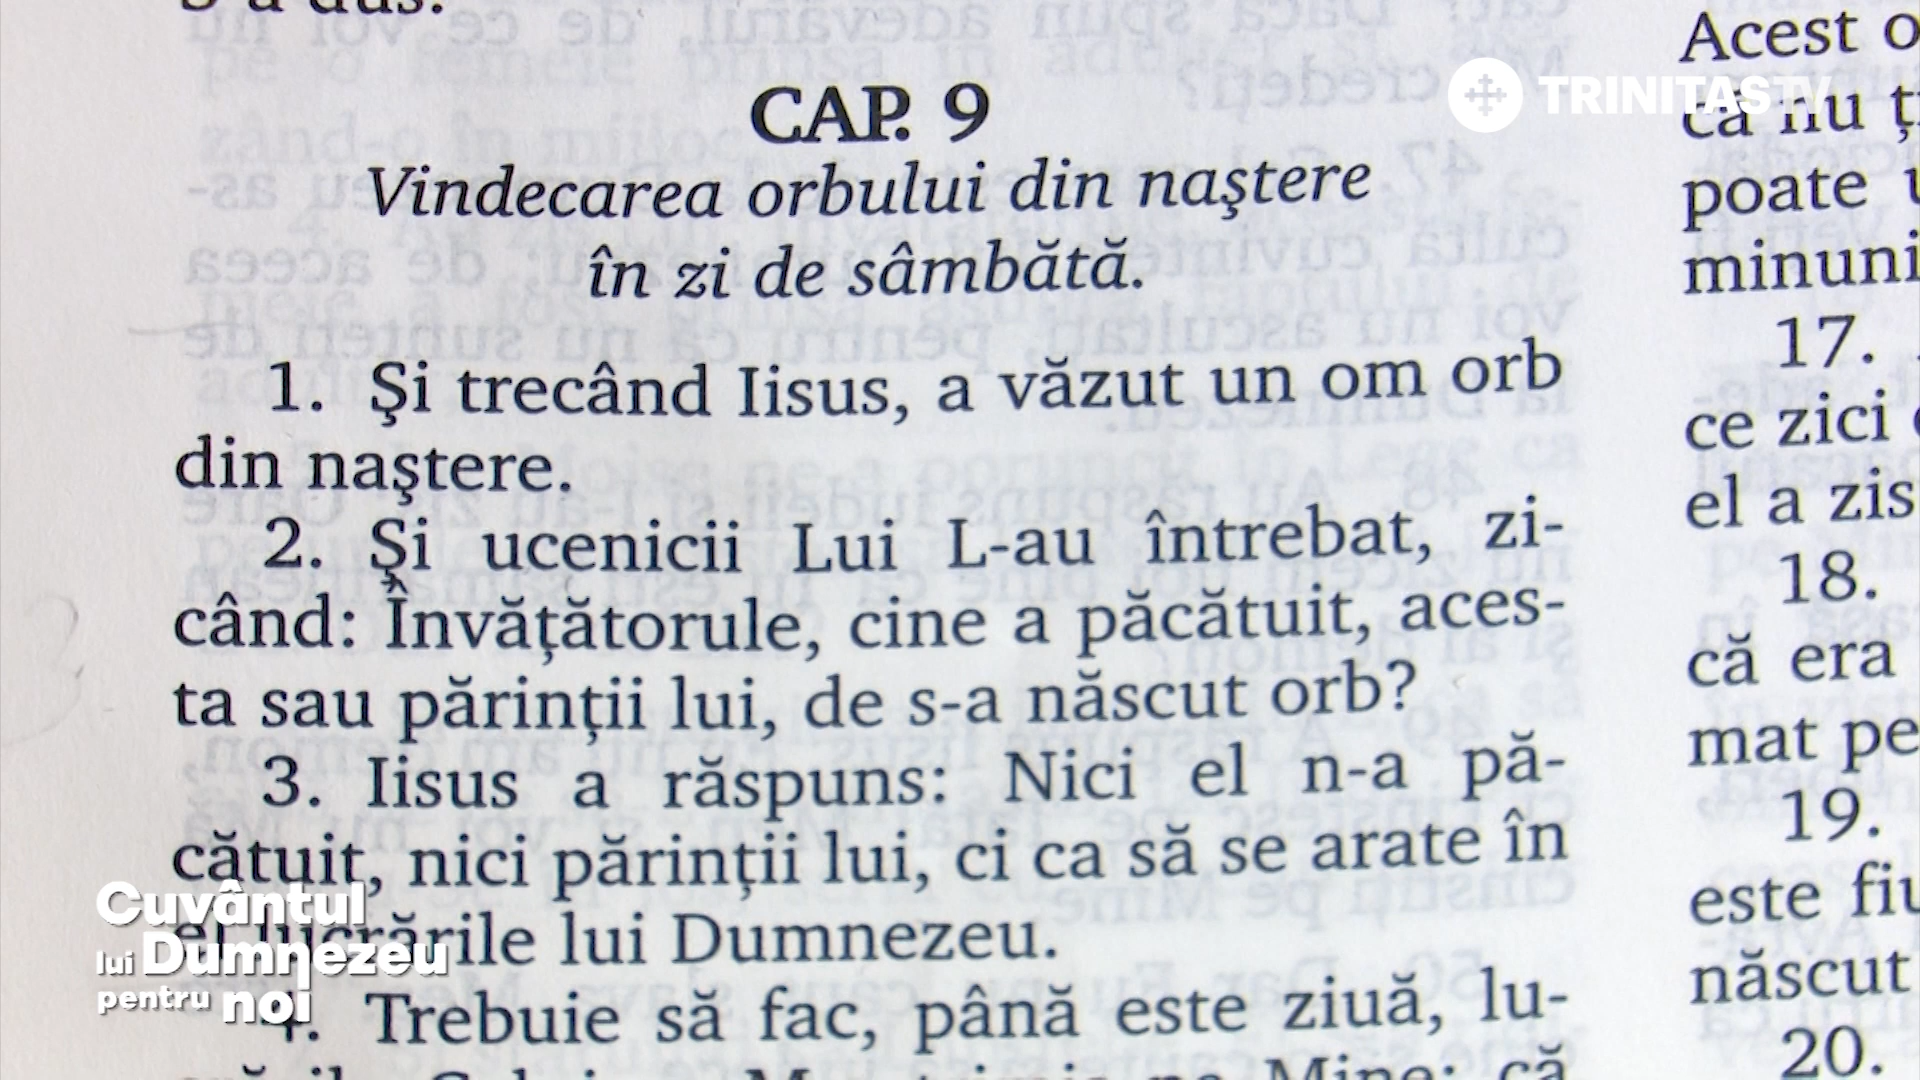 CAP. 9
Vindecarea orbului din naştere
în zi de sâmbătă.
1. Şi trecând Iisus, a văzut un om orb
din naştere.
2. Şi ucenicii Lui L-au întrebat, zi-
când: Învăţătorule, cine a păcătuit, aces-
ta sau părinţii lui, de s-a născut orb?
3. Iisus a răspuns: Nici el n-a pă-
cătuit, nici părinţii lui, ci ca să se arate în
el lucrările lui Dumnezeu.
4. Trebuie să fac, până este ziuă, lu-
Acest
că nu
poate
minuni
17.
ce zici
el a zis
18.
că era
mat pe
19.
este
născut
20.
TRINITAS TV
Cuvântul
lui Dumnezeu
pentru noi